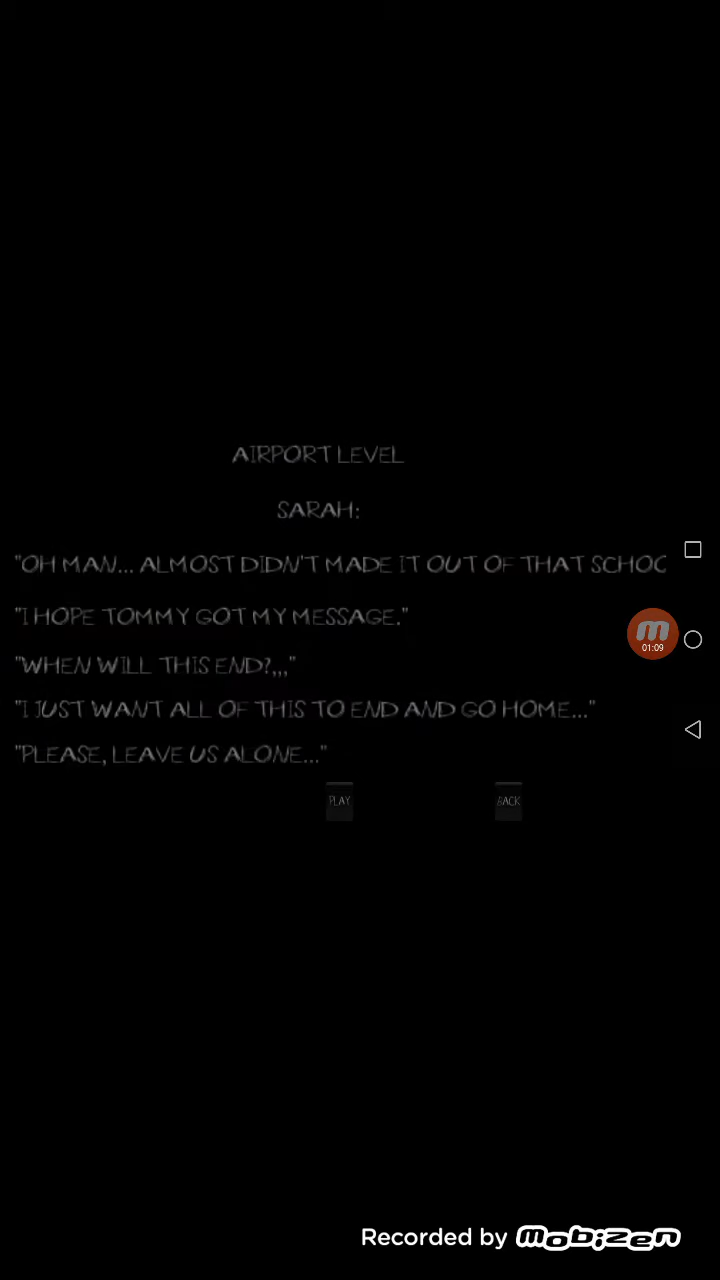 AIRPORT LEVEL
SARAH:
"OH MAN... ALMOST DIDN'T MADE IT OUT OF THAT SCHOO
"I HOPE TOMMY GOT MY MESSAGE."
"WHEN WILL THIS END?,,,"
"I JUST WANT ALL OF THIS TO END AND GO HOME..."
"PLEASE, LEAVE US ALONE..."
PLAY BACK
01:09
Recorded by mobizen